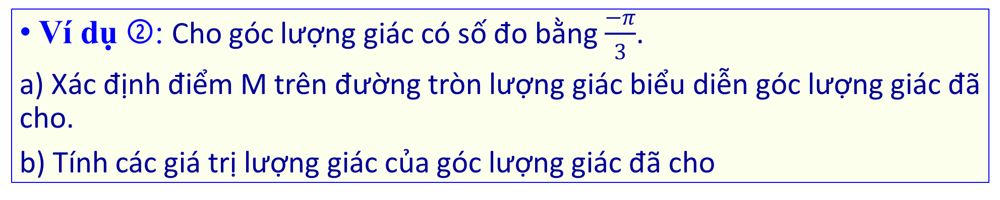 • Ví dụ ②: Cho góc lượng giác có số đo bằng $\frac{-\pi}{3}$.
a) Xác định điểm M trên đường tròn lượng giác biểu diễn góc lượng giác đã
cho.
b) Tính các giá trị lượng giác của góc lượng giác đã cho